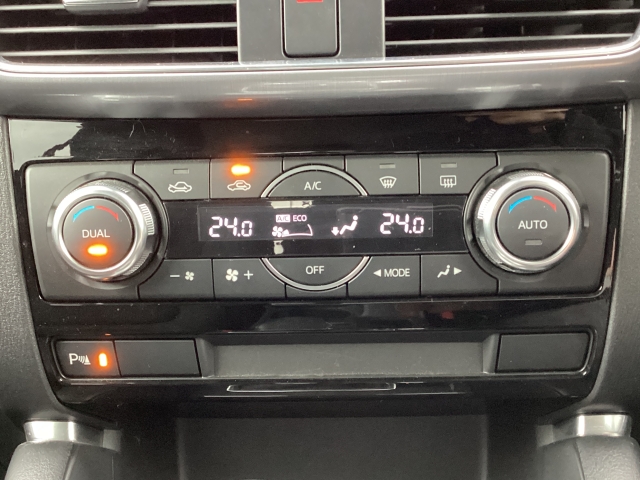 A/C
DUAL
24.0
A/C ECO
24.0
AUTO
- +
OFF
◄ MODE
►
P